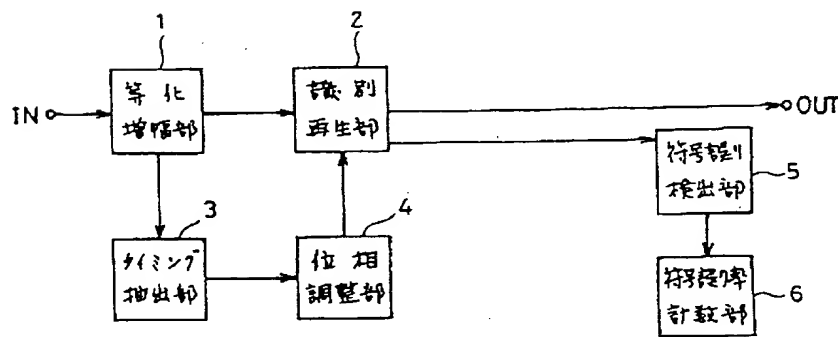 1
2
IN
等化
増幅部
識別
再生部
OUT
符号誤り
検出部
5
3
4
タイミング
抽出部
位相
調整部
符号誤り率
計数部
6